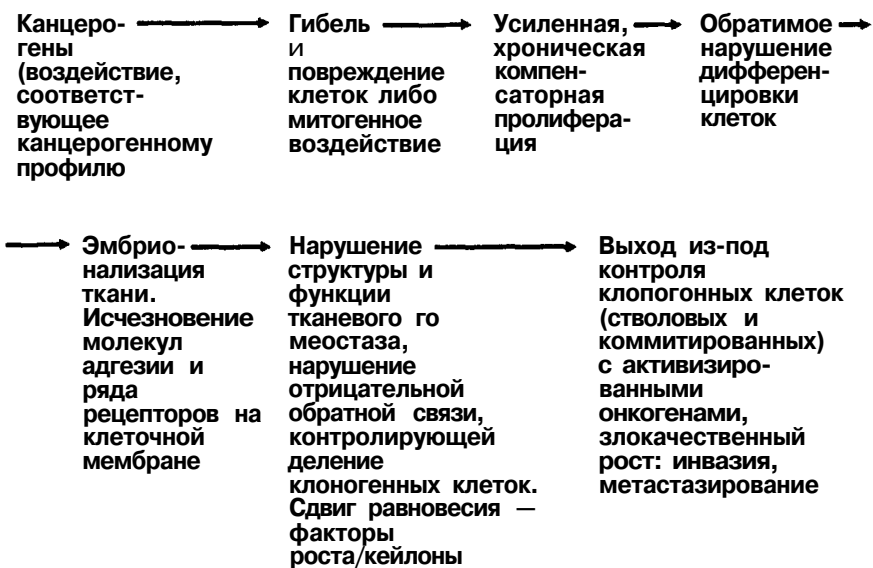 Канцеро-
гены
(воздействие,
соответст-
вующее
канцерогенному
профилю
Гибель
и
повреждение
клеток либо
митогенное
воздействие
Усиленная,
хроническая
компен-
саторная
пролифера-
ция
Обратимое
нарушение
дифферен-
цировки
клеток
Эмбрио-
нализация
ткани.
Исчезновение
молекул
адгезии и
ряда
рецепторов на
клеточной
мембране
Нарушение
структуры и
функции
тканевого го
меостаза,
нарушение
отрицательной
обратной связи,
контролирующей
деление
клоногенных клеток.
Сдвиг равновесия —
факторы
роста/кейлоны
Выход из-под
контроля
клопогонных клеток
(стволовых и
коммитированных)
с активизиро-
ванными
онкогенами,
злокачественный
рост: инвазия,
метастазирование